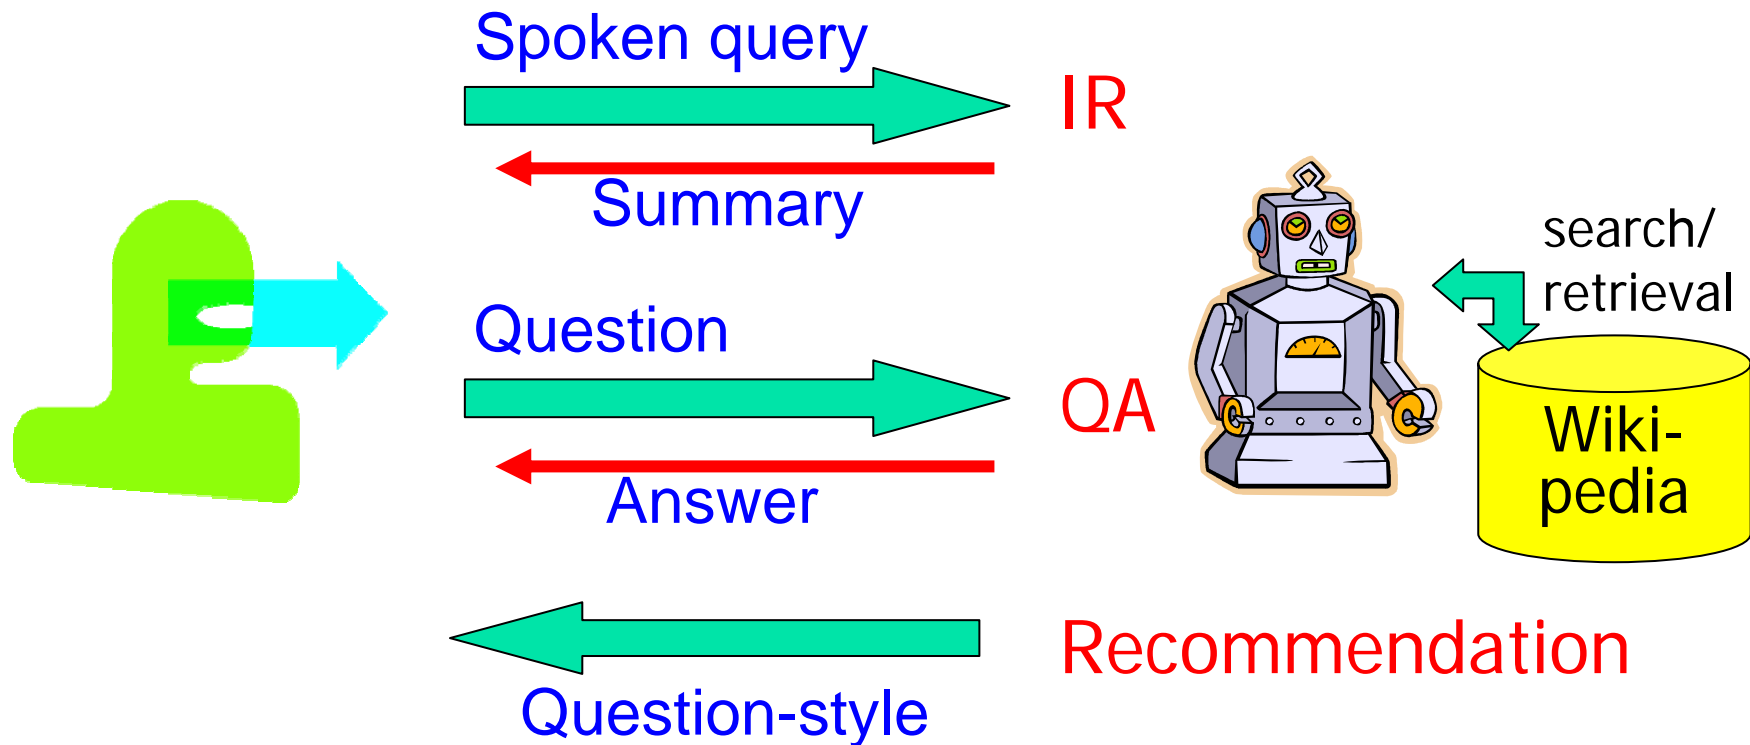 Spoken query
IR
Summary
search/
retrieval
Question
QA
Answer
Wiki-
pedia
Recommendation
Question-style